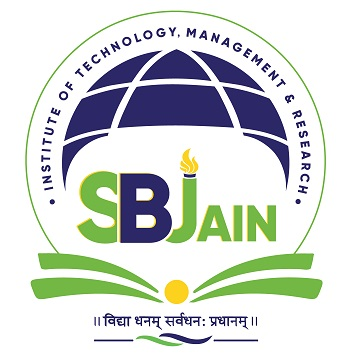 • INSTITUTE OF TECHNOLOGY, MANAGEMENT & RESEARCH •
SBJAIN
॥ विद्या धनम् सर्वधनः प्रधानम् ॥